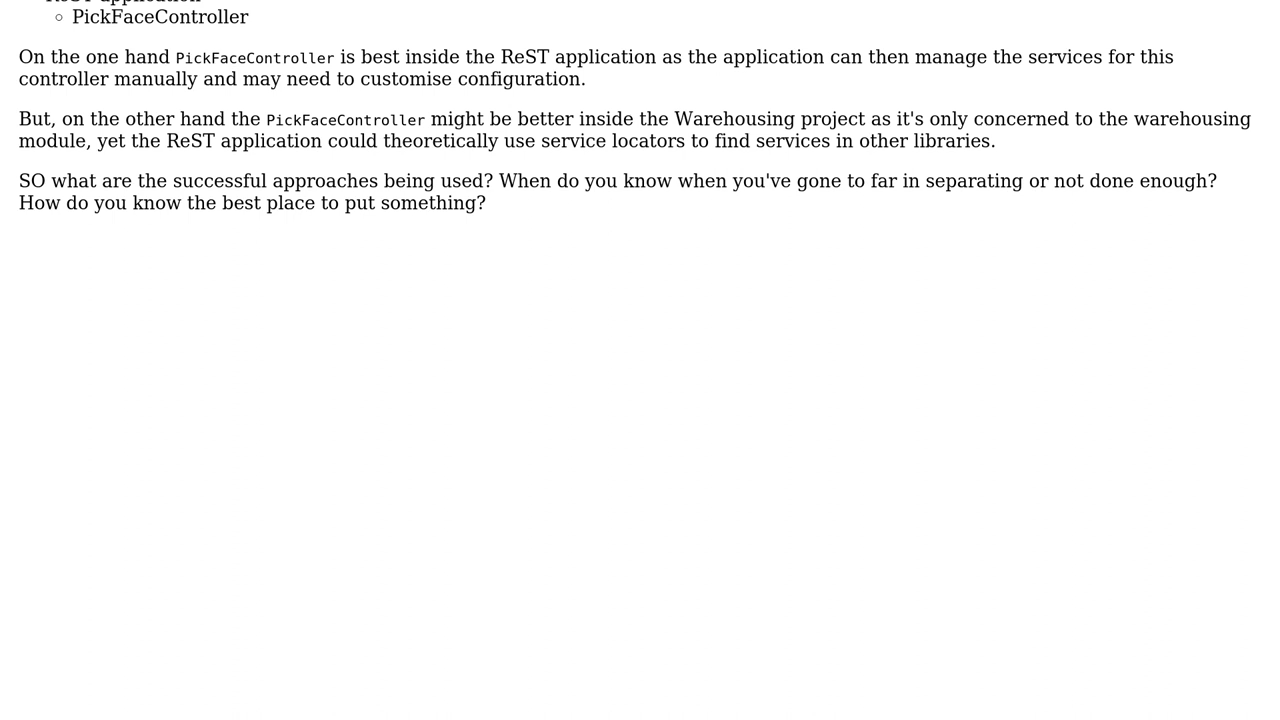 ReST application
○ PickFaceController
On the one hand PickFaceController is best inside the ReST application as the application can then manage the services for this
controller manually and may need to customise configuration.
But, on the other hand the PickFaceController might be better inside the Warehousing project as it's only concerned to the warehousing
module, yet the ReST application could theoretically use service locators to find services in other libraries.
SO what are the successful approaches being used? When do you know when you've gone to far in separating or not done enough?
How do you know the best place to put something?